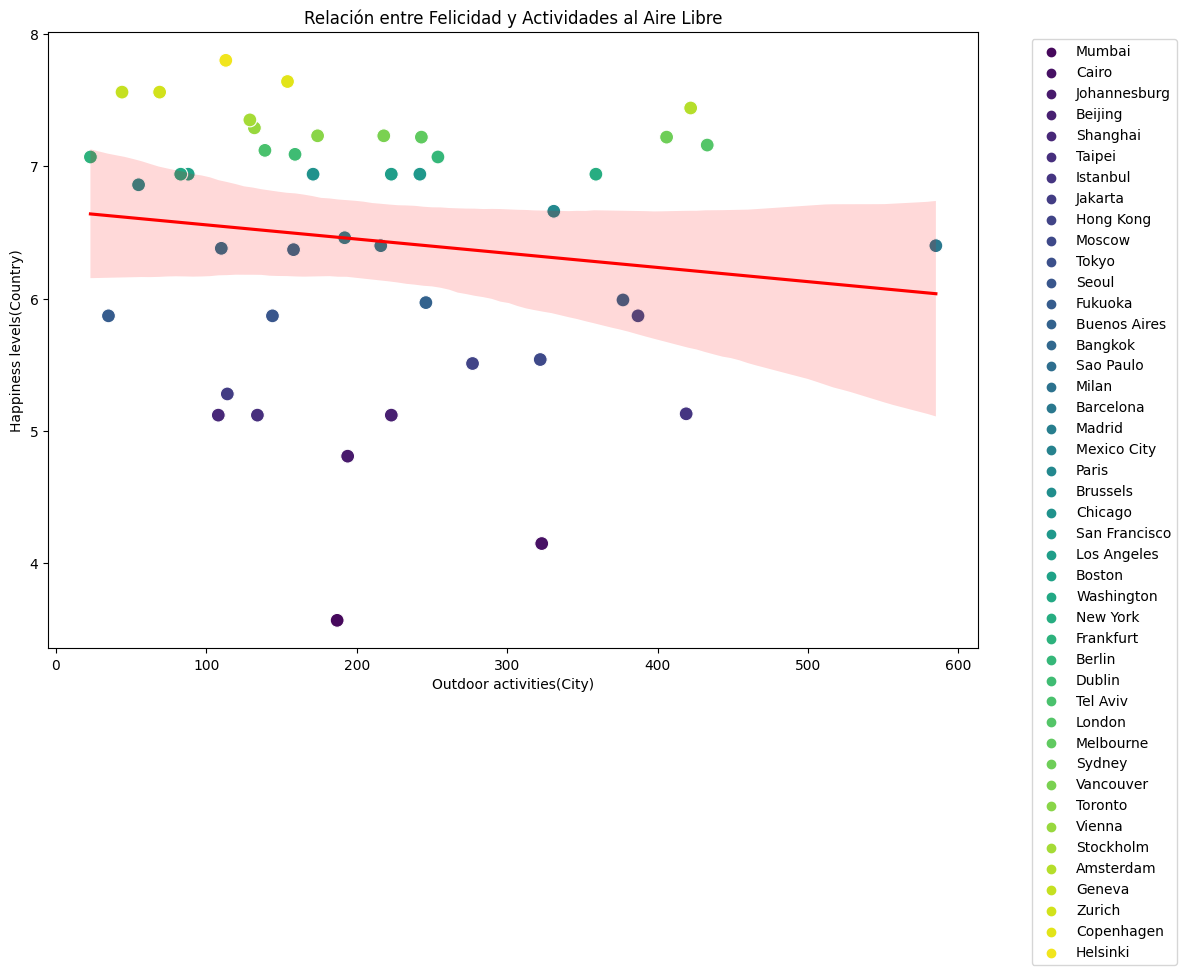 Relación entre Felicidad y Actividades al Aire Libre
8
7
6
5
4
Happiness levels(Country)
0 100 200 300 400 500 600
Outdoor activities(City)
Mumbai
Cairo
Johannesburg
Beijing
Shanghai
Taipei
Istanbul
Jakarta
Hong Kong
Moscow
Tokyo
Seoul
Fukuoka
Buenos Aires
Bangkok
Sao Paulo
Milan
Barcelona
Madrid
Mexico City
Paris
Brussels
Chicago
San Francisco
Los Angeles
Boston
Washington
New York
Frankfurt
Berlin
Dublin
Tel Aviv
London
Melbourne
Sydney
Vancouver
Toronto
Vienna
Stockholm
Amsterdam
Geneva
Zurich
Copenhagen
Helsinki